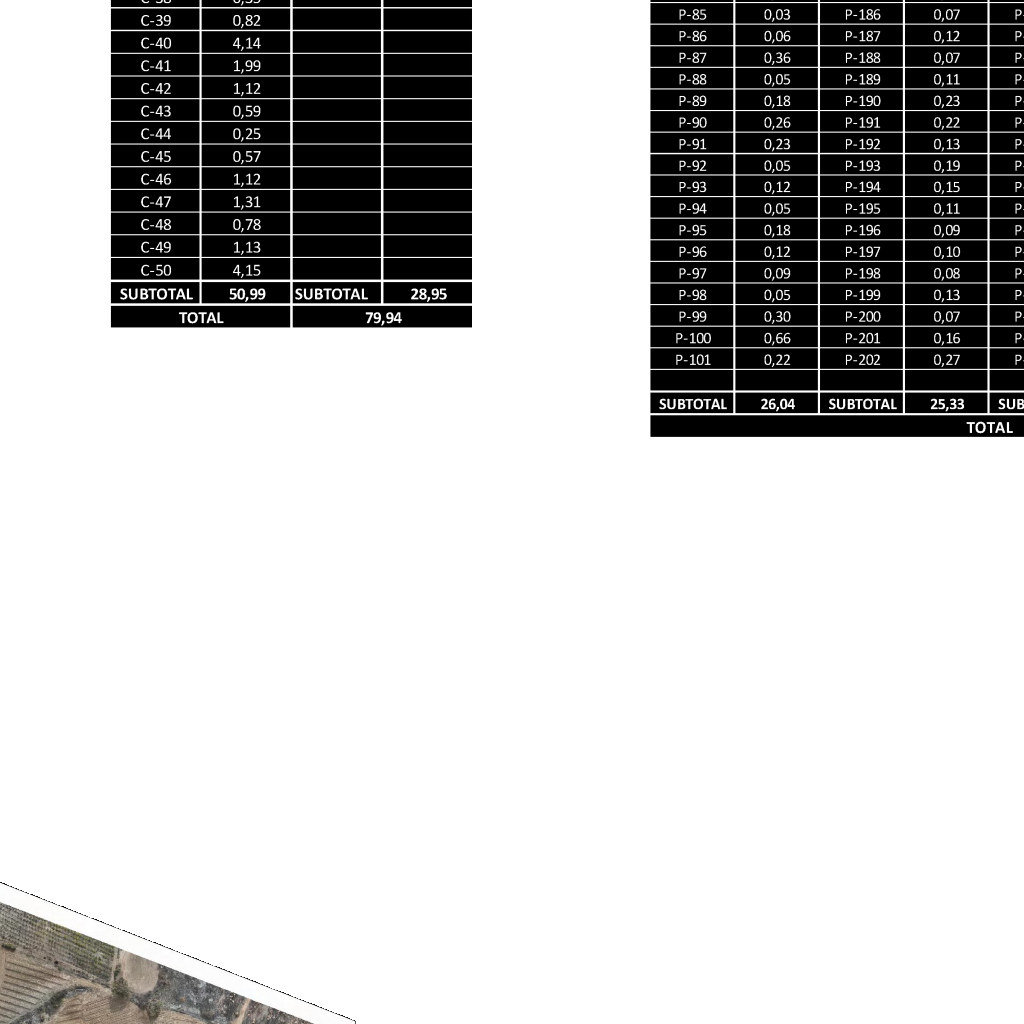 C-39 0,82
C-40 4,14
C-41 1,99
C-42 1,12
C-43 0,59
C-44 0,25
C-45 0,57
C-46 1,12
C-47 1,31
C-48 0,78
C-49 1,13
C-50 4,15
SUBTOTAL 50,99 SUBTOTAL 28,95
TOTAL 79,94
P-85 0,03 P-186 0,07 P-
P-86 0,06 P-187 0,12 P-
P-87 0,36 P-188 0,07 P-
P-88 0,05 P-189 0,11 P-
P-89 0,18 P-190 0,23 P-
P-90 0,26 P-191 0,22 P-
P-91 0,23 P-192 0,13 P-
P-92 0,05 P-193 0,19 P-
P-93 0,12 P-194 0,15 P-
P-94 0,05 P-195 0,11 P-
P-95 0,18 P-196 0,09 P-
P-96 0,12 P-197 0,10 P-
P-97 0,09 P-198 0,08 P-
P-98 0,05 P-199 0,13 P-
P-99 0,30 P-200 0,07 P-
P-100 0,66 P-201 0,16 P-
P-101 0,22 P-202 0,27 P-
SUBTOTAL 26,04 SUBTOTAL 25,33 SUB
TOTAL